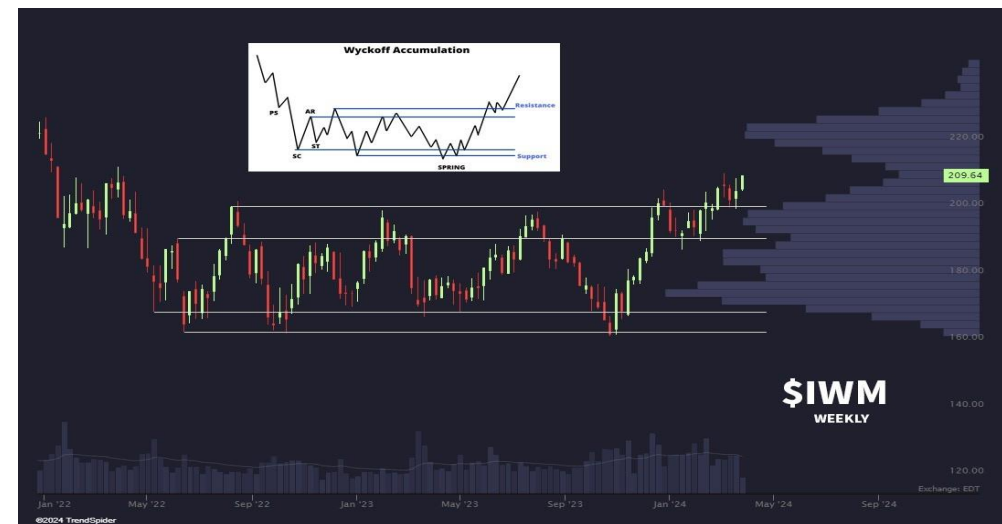 Wyckoff Accumulation
PS
AR
Resistance
SC
ST
Support
SPRING
220.00
209.64
200.00
180.00
160.00
$IWM
WEEKLY
140.00
120.00
Exchange: EDT
Jan '22
May '22
Sep '22
Jan '23
May '23
Sep '23
Jan '24
May '24
Sep '24
©2024 TrendSpider